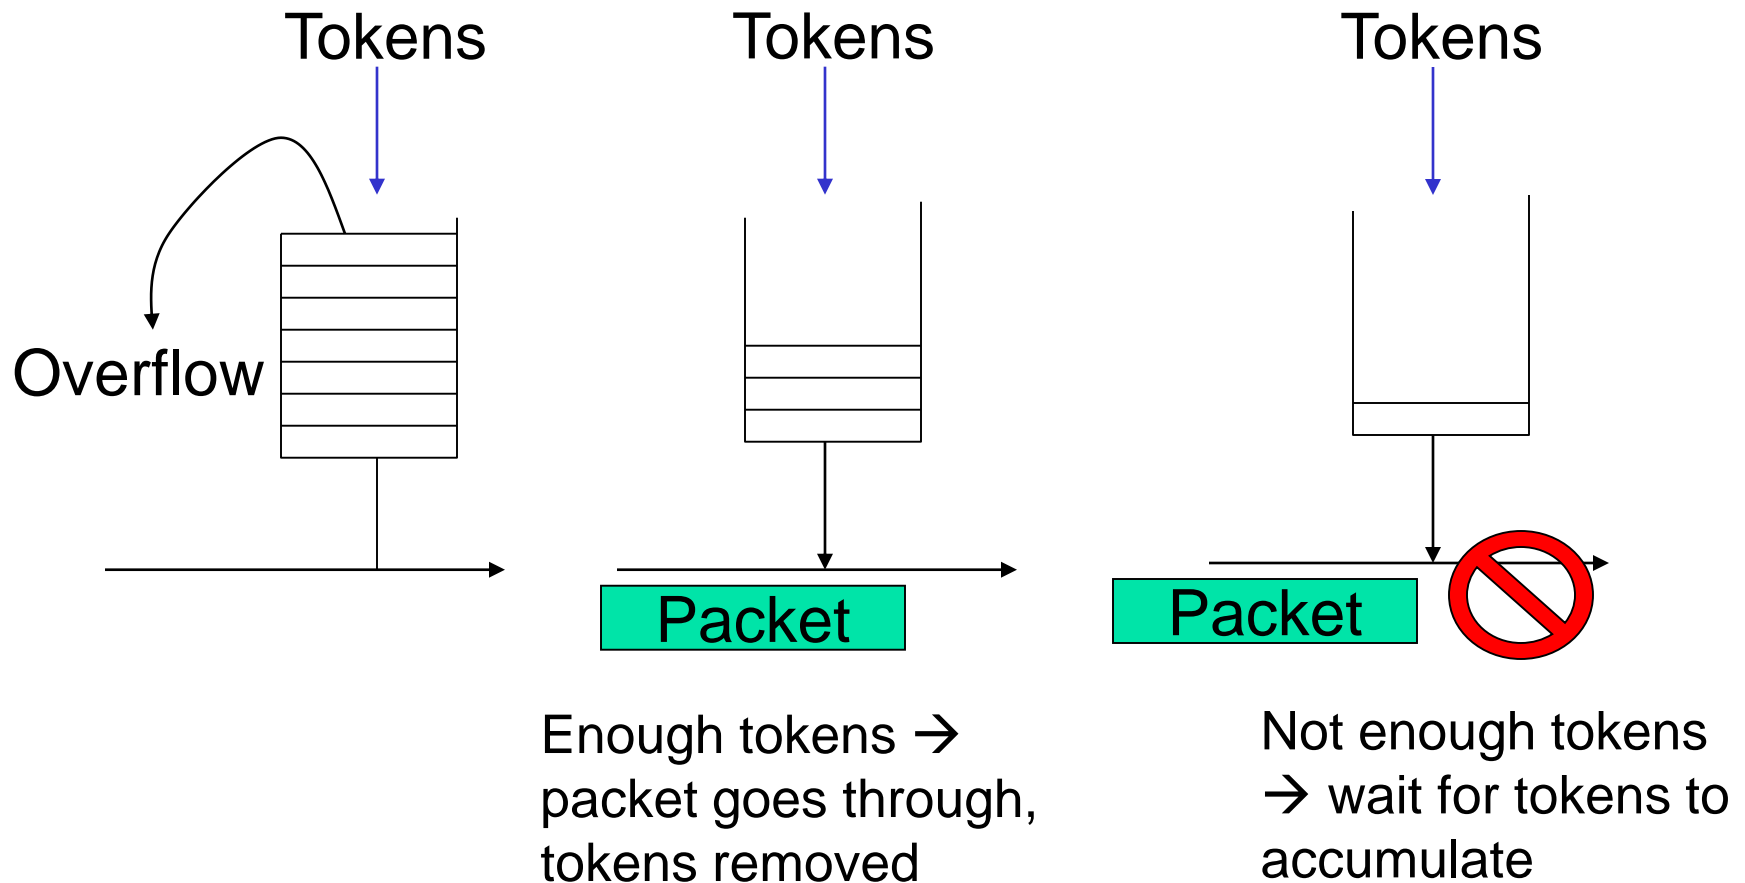 Tokens
Tokens
Tokens
Overflow
Packet
Packet
Enough tokens →
packet goes through,
tokens removed
Not enough tokens
→ wait for tokens to
accumulate